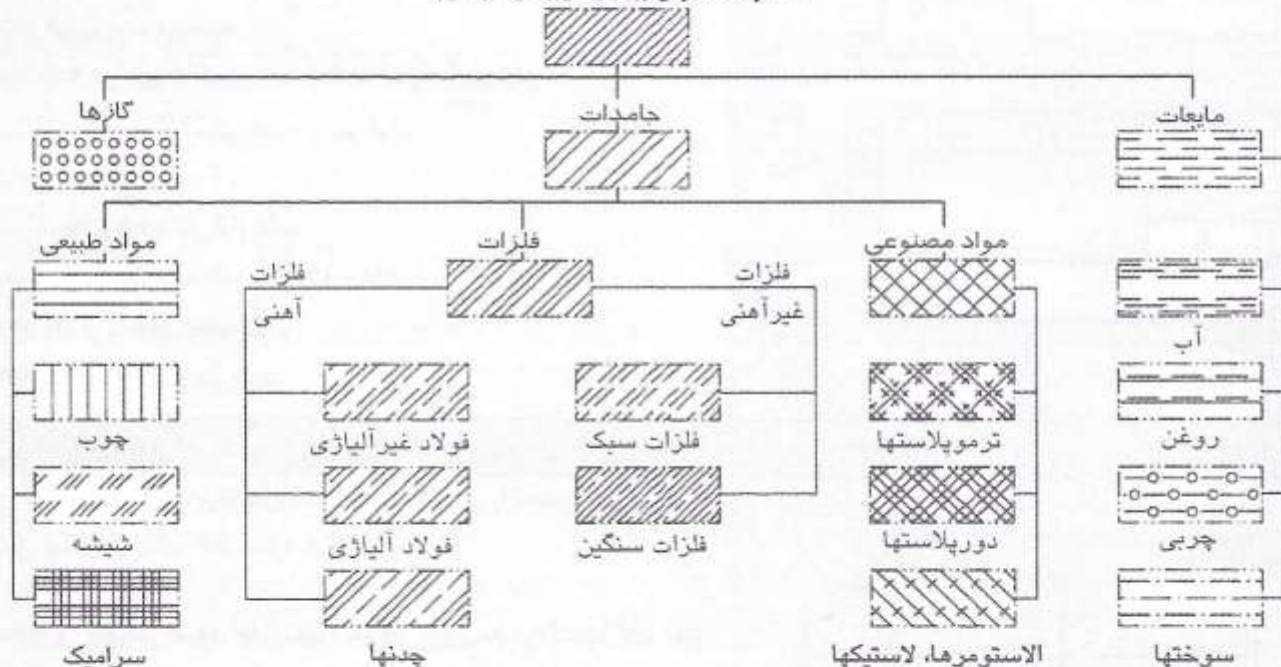 گازها
جامدات
مایعات
مواد طبیعی
فلزات
مواد مصنوعی
فلزات
آهنی
فلزات
غیرآهنی
آب
چوب
فولاد غیرآلیاژی
فلزات سبک
ترموپلاستها
روغن
شیشه
فولاد آلیاژی
فلزات سنگین
دورپلاستها
چربی
سرامیک
چدنها
الاستومرها، لاستیکها
سوختها